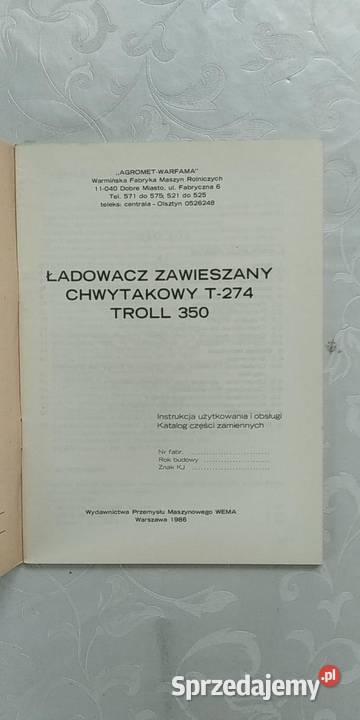 „AGROMET-WARFAMA"
Warmińska Fabryka Maszyn Rolniczych
11-040 Dobre Miasto, ul. Fabryczna 6
Tel. 571 do 575; 521 do 525
teleks: centrala - Olsztyn 0526248
ŁADOWACZ ZAWIESZANY
CHWYTAKOWY T-274
TROLL 350
Instrukcja użytkowania i obsługi
Katalog części zamiennych
Nr fabr.
Rok budowy
Znak KJ
Wydawnictwa Przemysłu Maszynowego WEMA
Warszawa 1986
Sprzedajemy.pl